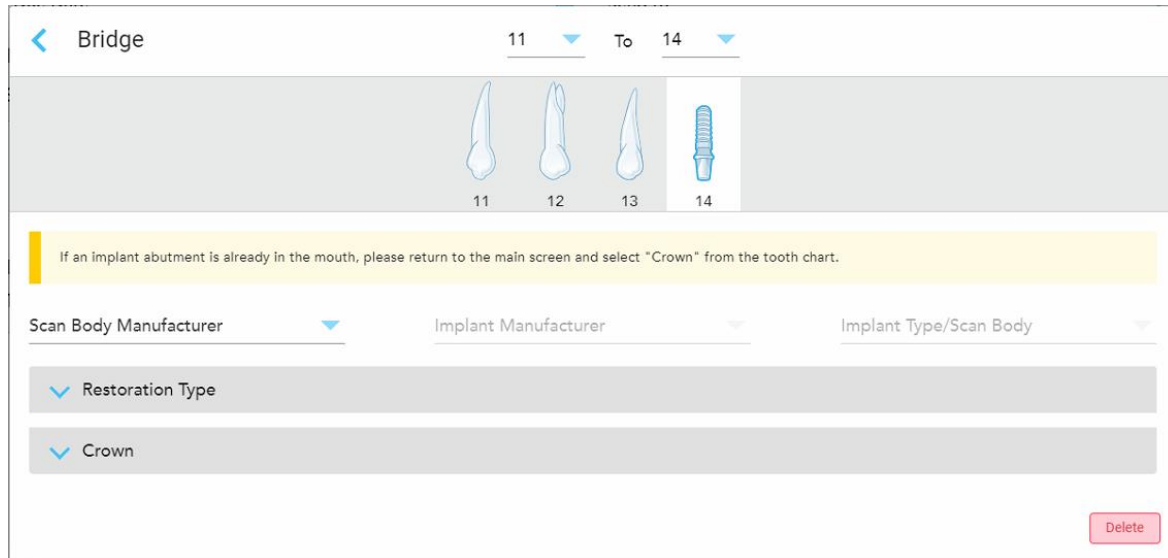 Bridge
11 To 14
11 12 13 14
If an implant abutment is already in the mouth, please return to the main screen and select "Crown" from the tooth chart.
Scan Body Manufacturer Implant Manufacturer Implant Type/Scan Body
Restoration Type
Crown
Delete